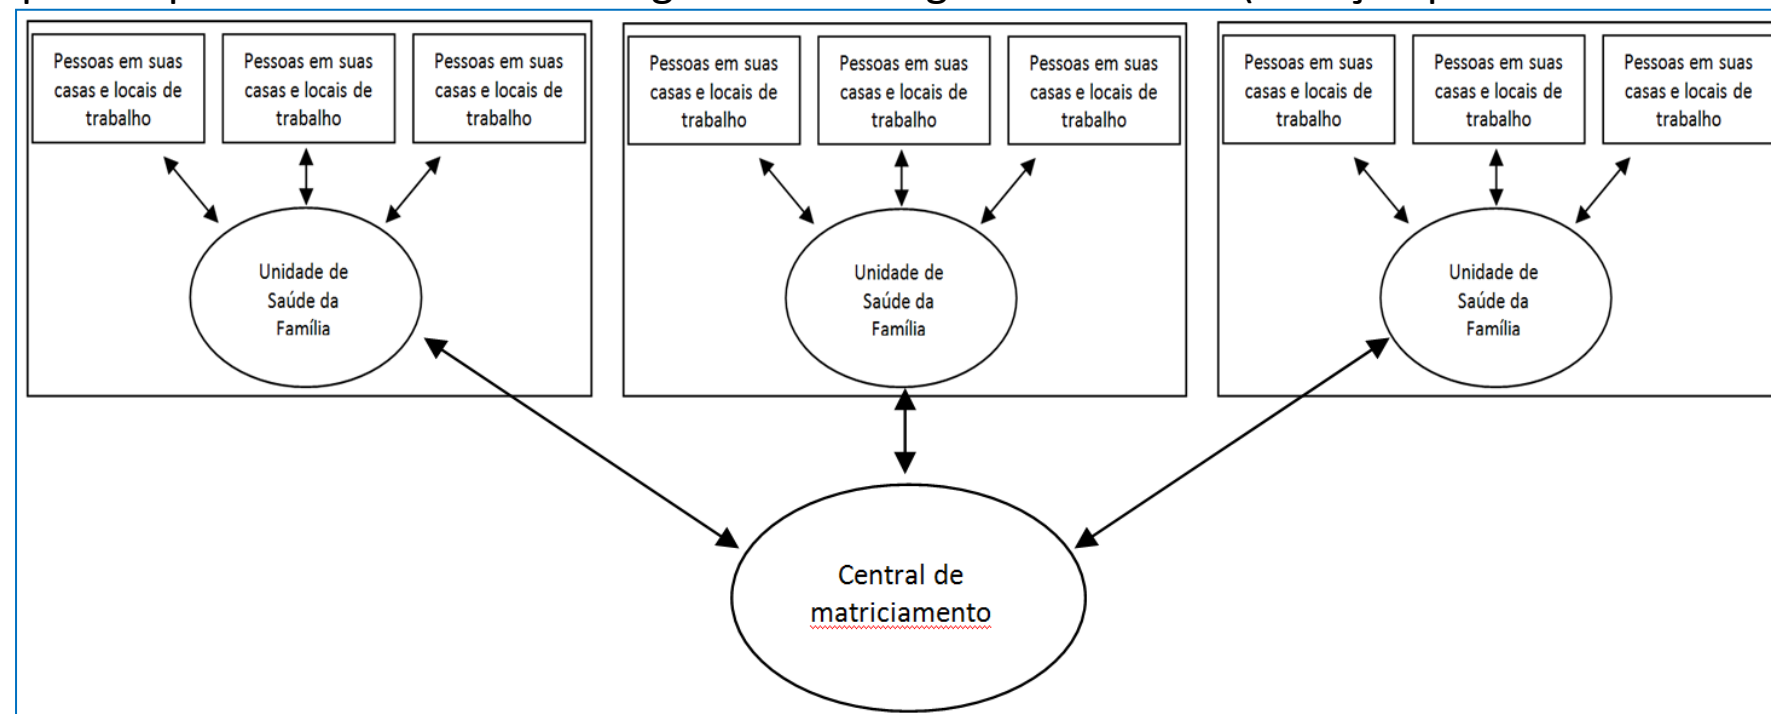 Pessoas em suas
casas e locais de
trabalho
Pessoas em suas
casas e locais de
trabalho
Pessoas em suas
casas e locais de
trabalho
Unidade de
Saúde da
Família
Pessoas em suas
casas e locais de
trabalho
Pessoas em suas
casas e locais de
trabalho
Pessoas em suas
casas e locais de
trabalho
Unidade de
Saúde da
Família
Pessoas em suas
casas e locais de
trabalho
Pessoas em suas
casas e locais de
trabalho
Pessoas em suas
casas e locais de
trabalho
Unidade de
Saúde da
Família
Central de
matriciamento